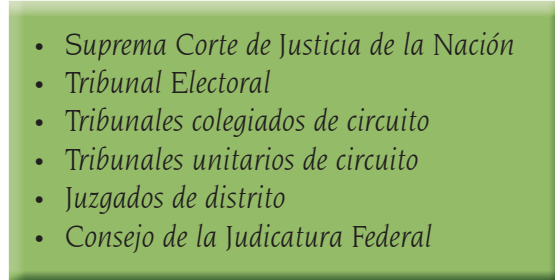 • Suprema Corte de Justicia de la Nación
• Tribunal Electoral
• Tribunales colegiados de circuito
• Tribunales unitarios de circuito
• Juzgados de distrito
• Consejo de la Judicatura Federal